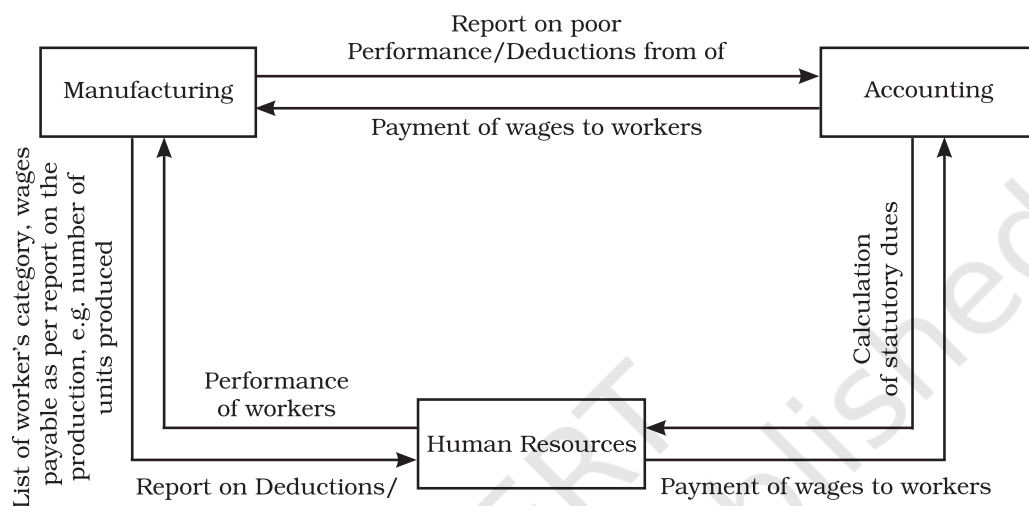 Report on poor
Performance/Deductions from of
Manufacturing
Accounting
Payment of wages to workers
List of worker's category, wages
payable as per report on the
production, e.g. number of
units produced
Calculation
of statutory dues
Performance
of workers
Human Resources
Report on Deductions/
Payment of wages to workers